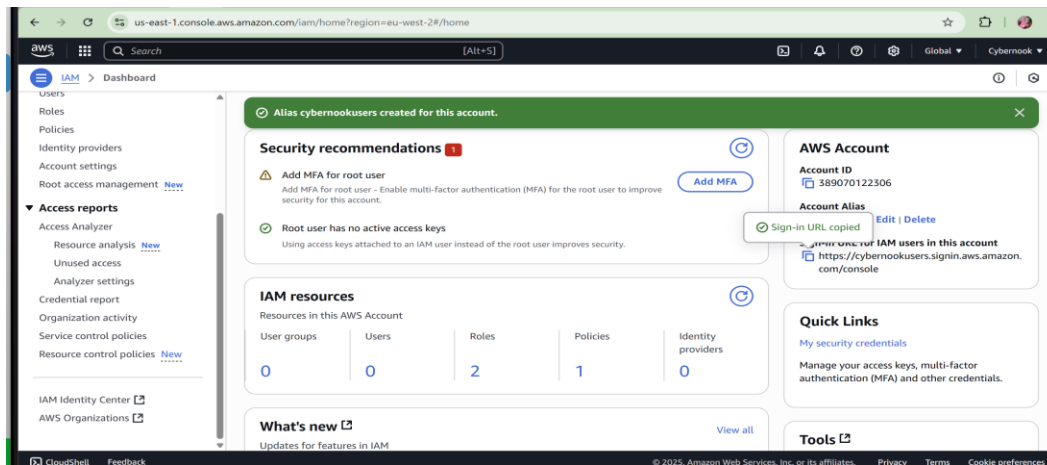 us-east-1.console.aws.amazon.com/iam/home?region=eu-west-2#/home
aws
Search
[Alt+S]
Global
Cybernook
IAM > Dashboard
Users
Roles
Policies
Identity providers
Account settings
Root access management New
Access reports
Access Analyzer
Resource analysis New
Unused access
Analyzer settings
Credential report
Organization activity
Service control policies
Resource control policies New
IAM Identity Center
AWS Organizations
Alias cybernookusers created for this account.
Security recommendations 1
Add MFA for root user
Add MFA for root user - Enable multi-factor authentication (MFA) for the root user to improve
security for this account.
Add MFA
Root user has no active access keys
Using access keys attached to an IAM user instead of the root user improves security.
IAM resources
Resources in this AWS Account
User groups
0
Users
0
Roles
2
Policies
1
Identity
providers
0
What's new
View all
Updates for features in IAM
AWS Account
Account ID
389070122306
Account Alias
Edit | Delete
Sign-in URL copied
URL for IAM users in this account
https://cybernookusers.signin.aws.amazon.
com/console
Quick Links
My security credentials
Manage your access keys, multi-factor
authentication (MFA) and other credentials.
Tools
CloudShell Feedback
© 2025, Amazon Web Services, Inc. or its affiliates. Privacy Terms Cookie preferences